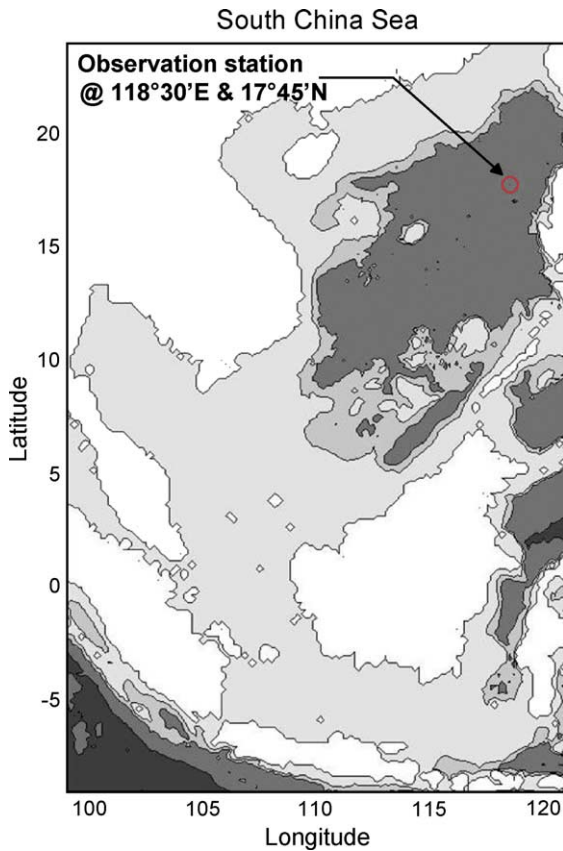 South China Sea
Observation station
@ 118°30'E & 17°45'N
20
15
10
5
0
-5
Latitude
100 105 110 115 120
Longitude